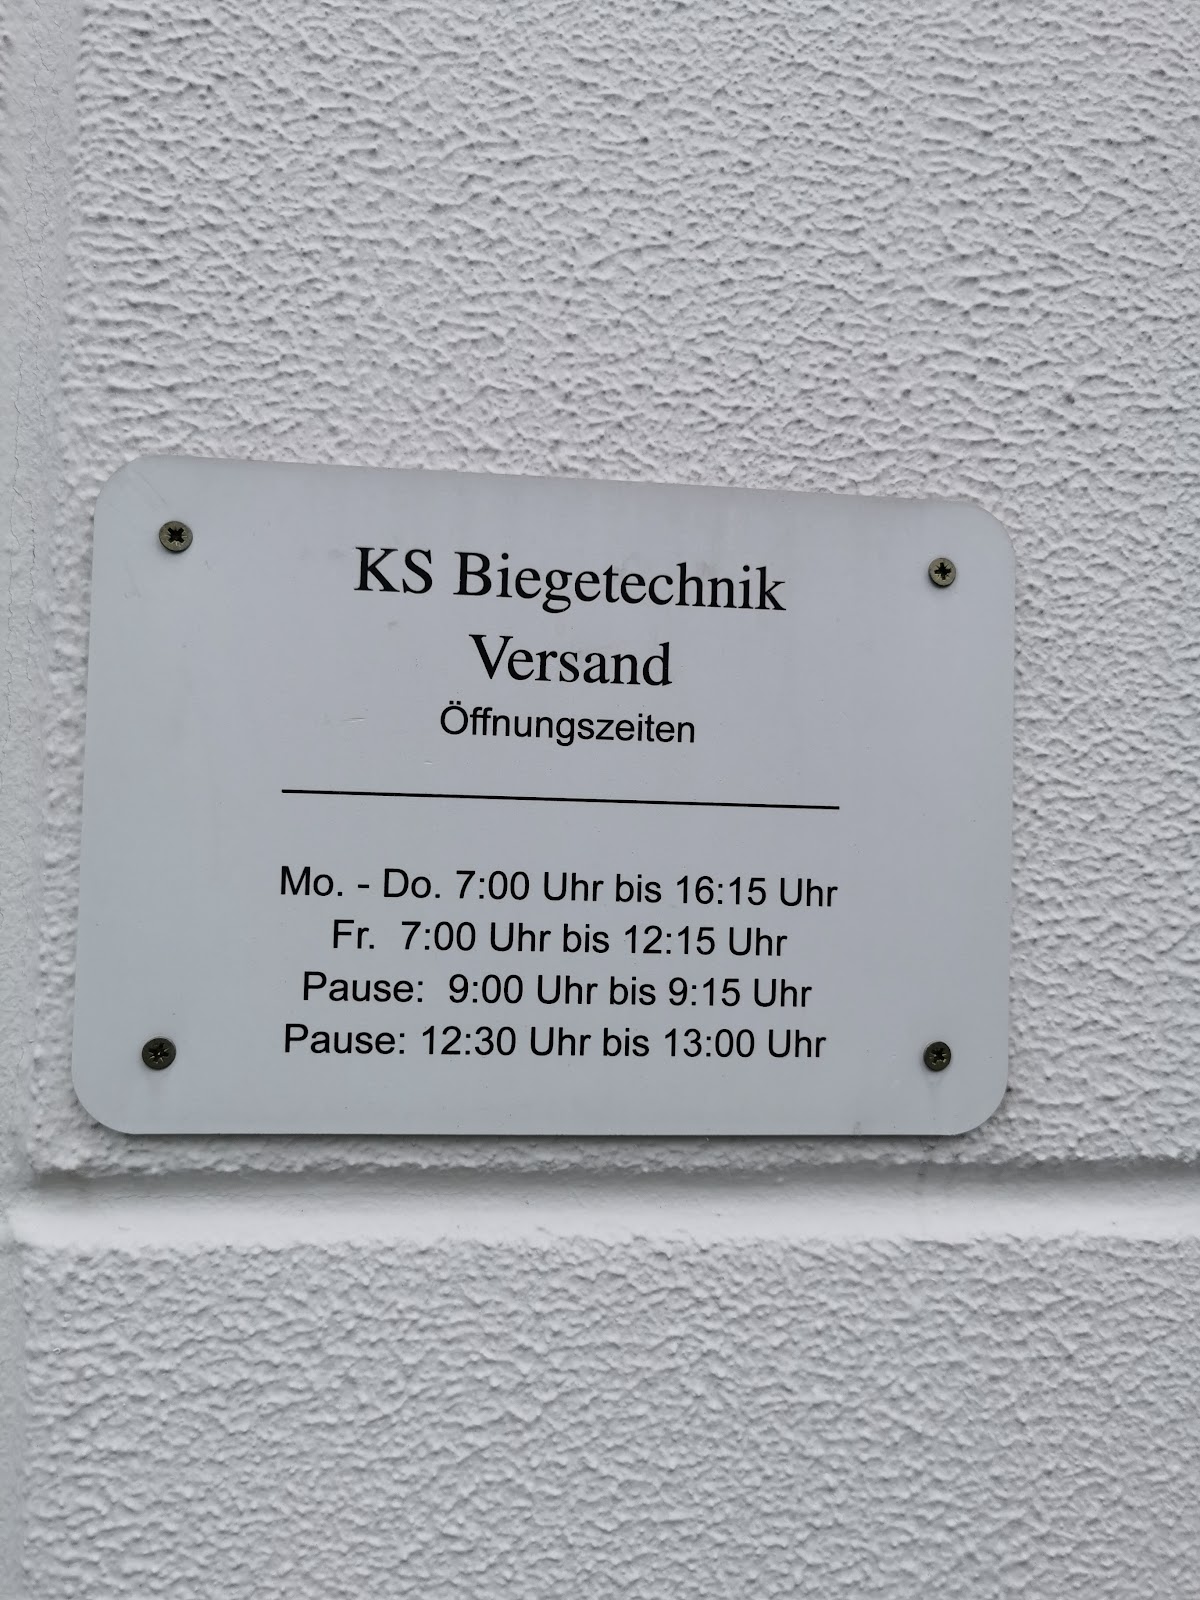 KS Biegetechnik
Versand
Öffnungszeiten
Mo. - Do. 7:00 Uhr bis 16:15 Uhr
Fr. 7:00 Uhr bis 12:15 Uhr
Pause: 9:00 Uhr bis 9:15 Uhr
Pause: 12:30 Uhr bis 13:00 Uhr